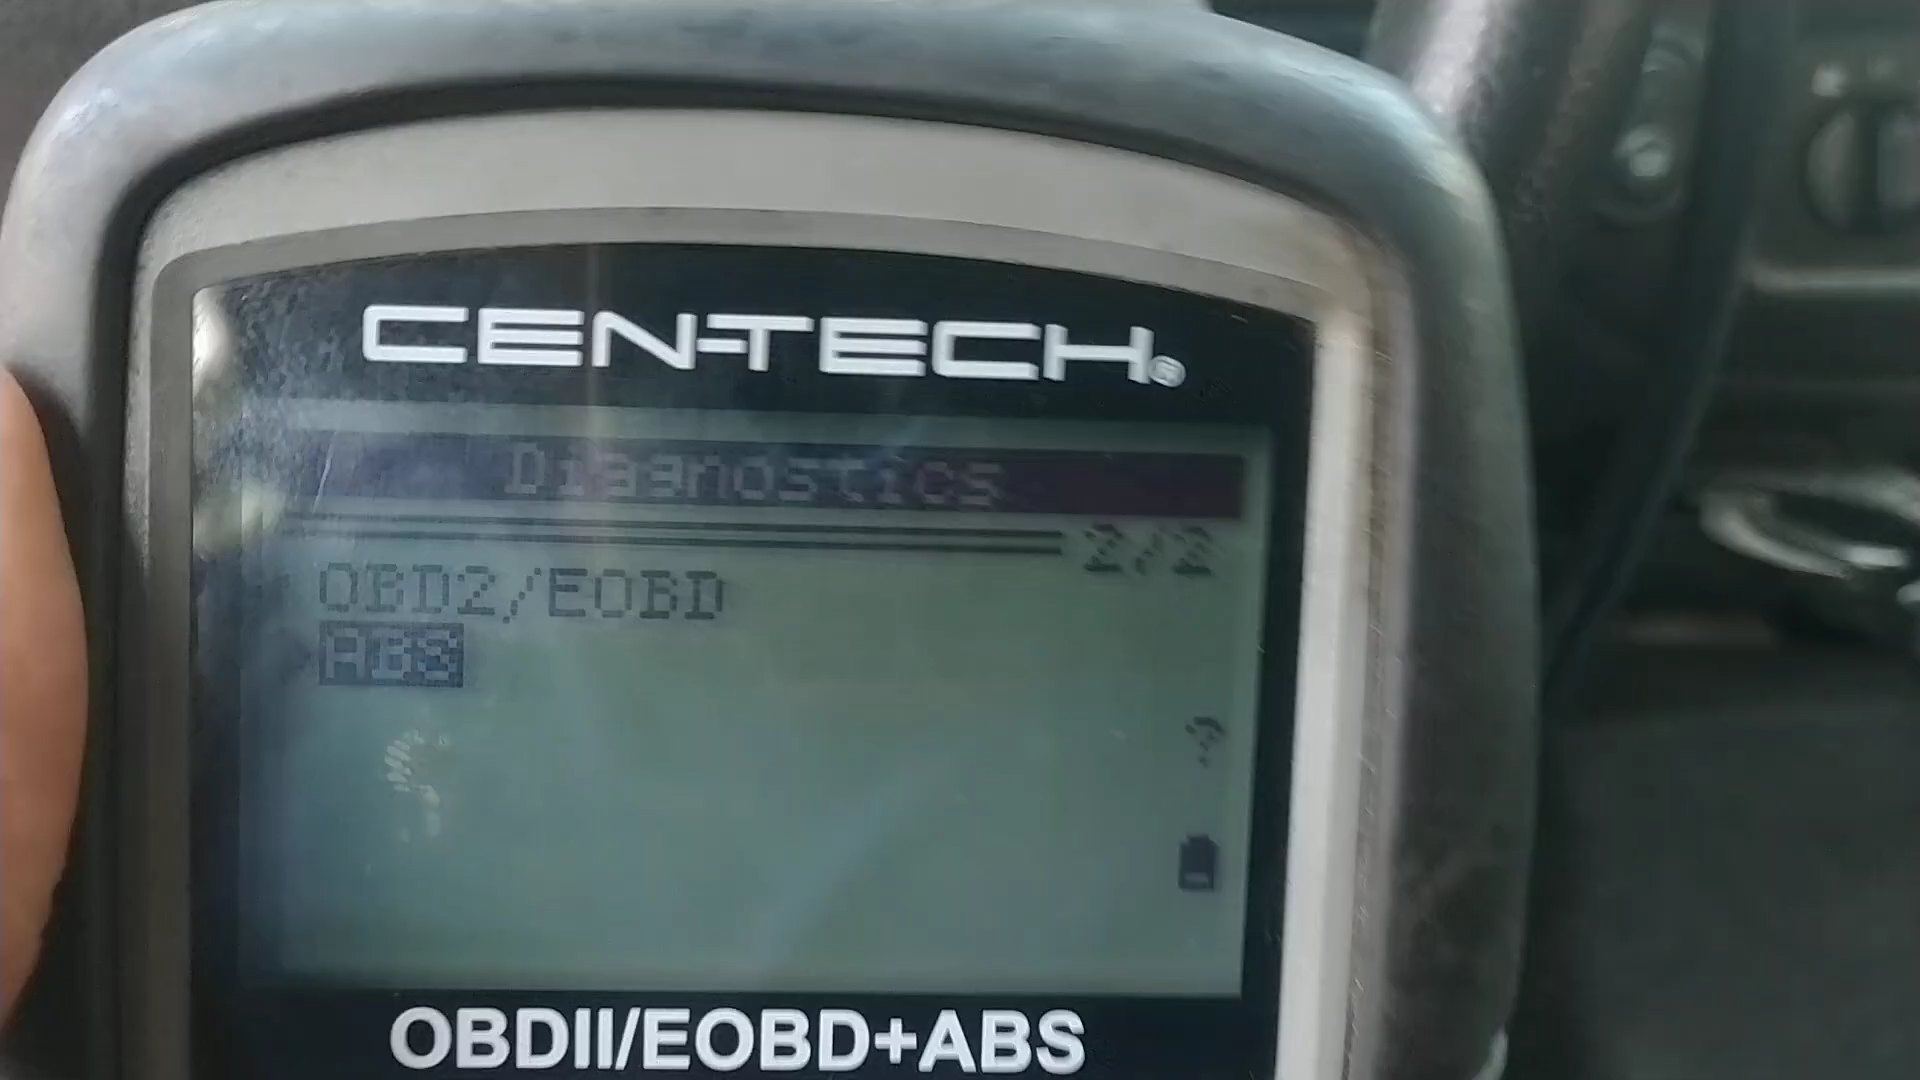 CEN-TECH®
Diagnostics
2/2
OBD2/EOBD
ABS
?
OBDII/EOBD+ABS